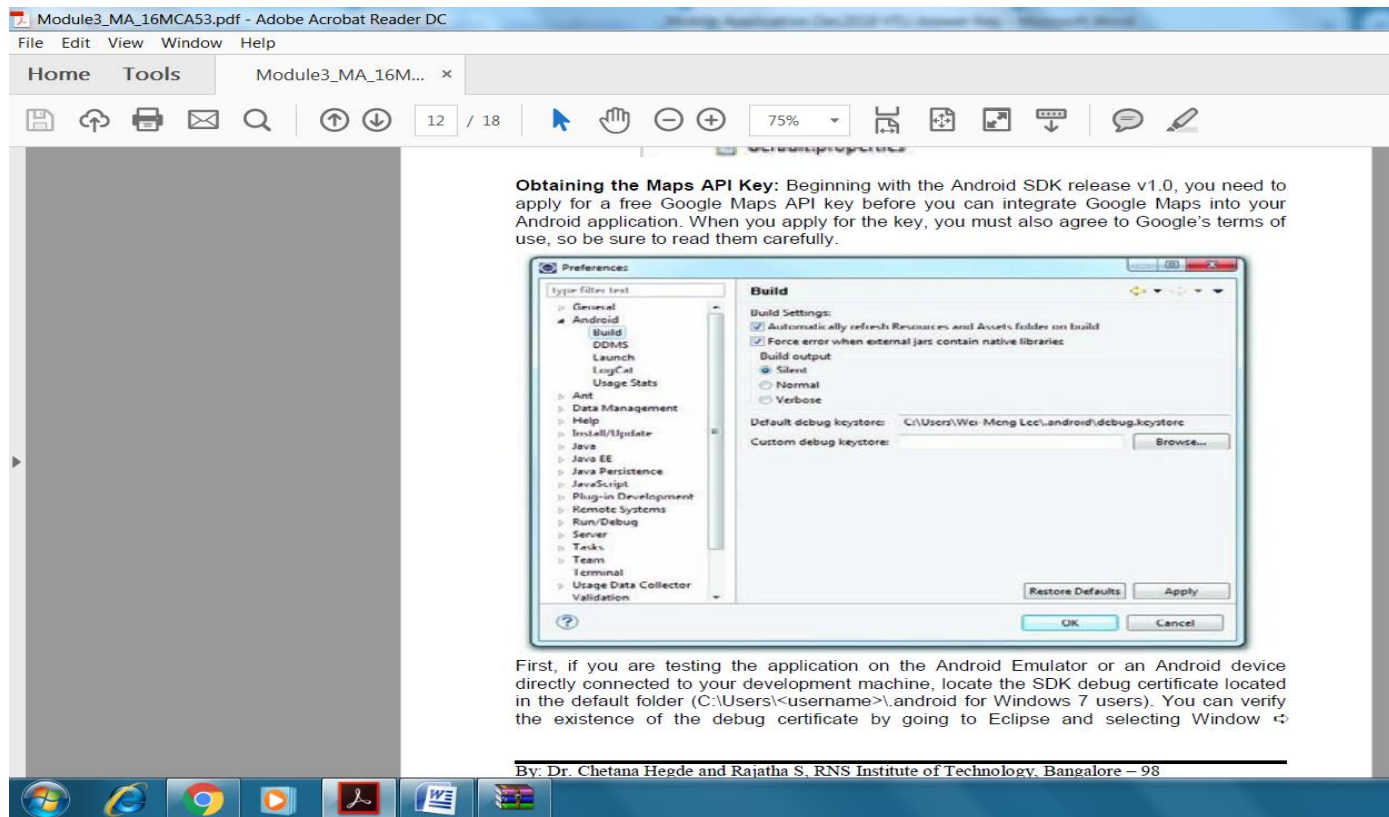 Module3_MA_16MCA53.pdf - Adobe Acrobat Reader DC
File Edit View Window Help
Home Tools Module3_MA_16M... ×
12 / 18 75%
default.properties
Obtaining the Maps API Key: Beginning with the Android SDK release v1.0, you need to
apply for a free Google Maps API key before you can integrate Google Maps into your
Android application. When you apply for the key, you must also agree to Google's terms of
use, so be sure to read them carefully.
Preferences
type filter text
General
Android
Build
DDMS
Launch
LogCat
Usage Stats
Ant
Data Management
Help
Install/Update
Java
Java EE
Java Persistence
JavaScript
Plug-in Development
Remote Systems
Run/Debug
Server
Tasks
Team
Terminal
Usage Data Collector
Validation
Build
Build Settings:
Automatically refresh Resources and Assets folder on build
Force error when external jars contain native libraries
Build output
Silent
Normal
Verbose
Default debug keystore: C:\Users\Wei-Meng Lee\.android\debug.keystore
Custom debug keystore: Browse...
Restore Defaults Apply
OK Cancel
First, if you are testing the application on the Android Emulator or an Android device
directly connected to your development machine, locate the SDK debug certificate located
in the default folder (C:\Users\<username>\.android for Windows 7 users). You can verify
the existence of the debug certificate by going to Eclipse and selecting Window ➪
By: Dr. Chetana Hegde and Rajatha S, RNS Institute of Technology, Bangalore – 98